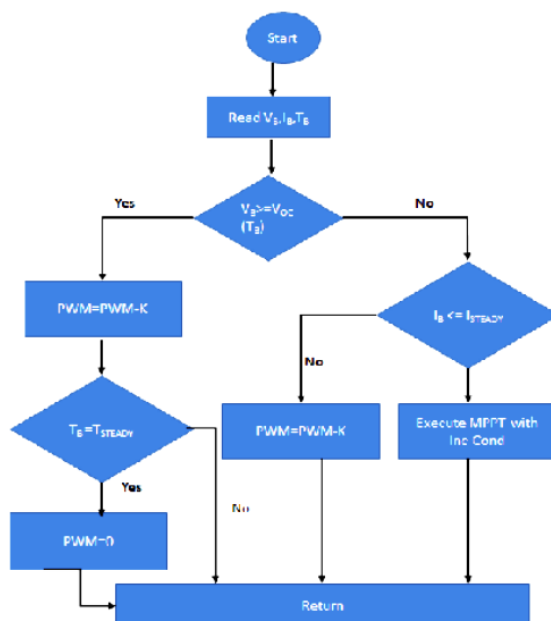 Start
Read V_B,I_B,T_B
Yes
V_B>=V_OC
(T_B)
No
PWM=PWM-K
I_B <= I_STEADY
No
T_B =T_STEADY
PWM=PWM-K
Execute MPPT with
Inc Cond
Yes
No
PWM=0
Return